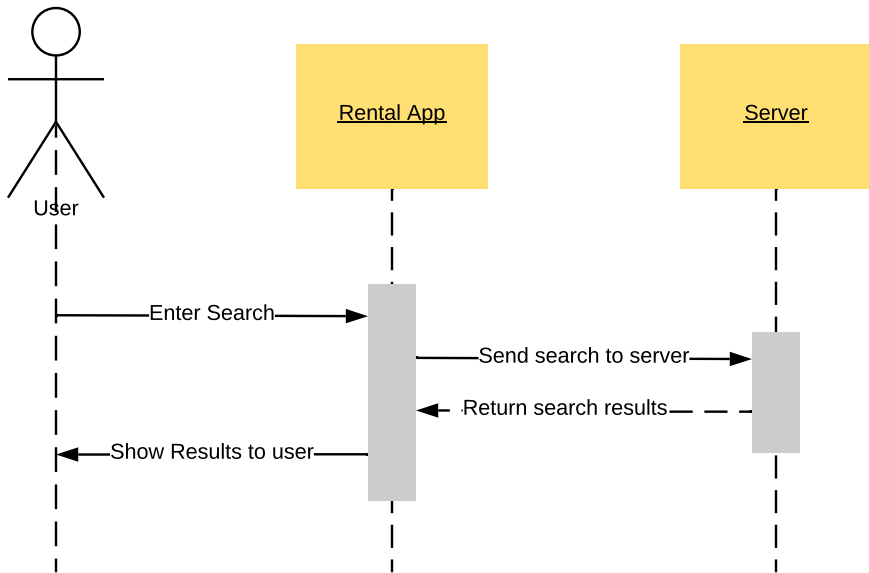 Rental App
Server
User
Enter Search
Send search to server
Return search results
Show Results to user